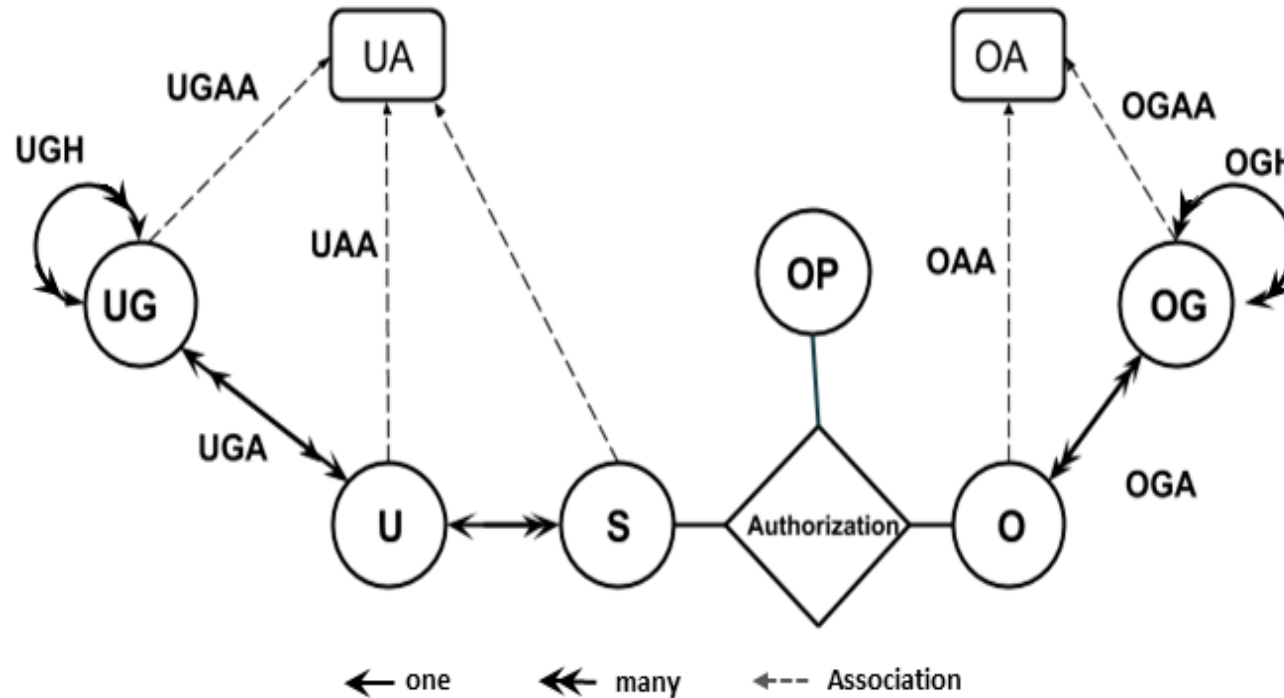 UA
OA
UGAA
OGAA
UGH
OGH
UAA
OP
OAA
UG
OG
UGA
OGA
U
S
Authorization
O
one
many
Association